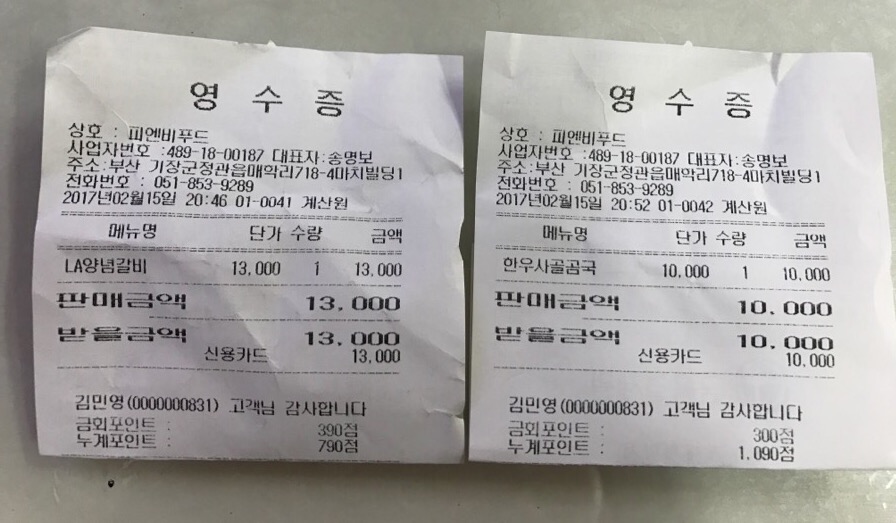 영 수 증
상호 : 피엔비푸드
사업자번호 :489-18-00187 대표자:송명보
주소:부산 기장군정관읍매악리718-4마치빌딩1
전화번호 : 051-853-9289
2017년02월15일 20:46 01-0041 계산원
메뉴명 단가 수량 금액
LA양념갈비 13,000 1 13,000
판매금액 13,000
받을금액 13,000
신용카드 13,000
김민영(0000000831) 고객님 감사합니다
금회포인트 : 390점
누계포인트 : 790점
영 수 증
상호 : 피엔비푸드
사업자번호 :489-18-00187 대표자:송명보
주소:부산 기장군정관읍매악리718-4마치빌딩1
전화번호 : 051-853-9289
2017년02월15일 20:52 01-0042 계산원
메뉴명 단가 수량 금액
한우사골곰국 10,000 1 10,000
판매금액 10,000
받을금액 10,000
신용카드 10,000
김민영(0000000831) 고객님 감사합니다
금회포인트 : 300점
누계포인트 : 1,090점